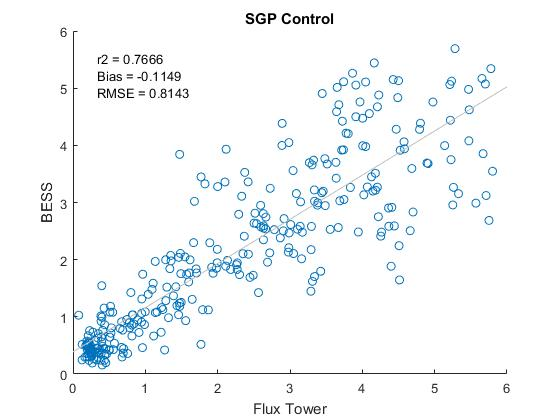 SGP Control
r2 = 0.7666
Bias = -0.1149
RMSE = 0.8143
6
5
4
3
2
1
0
BESS
0 1 2 3 4 5 6
Flux Tower